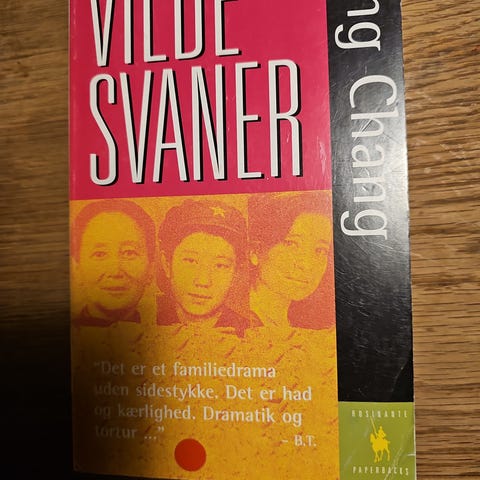 VILDE
SVANER
ng Chang
"Det er et familiedrama
uden sidestykke. Det er had
og kærlighed. Dramatik og
tortur ..."
– B.T.
ROSINANTE
PAPERBACKS